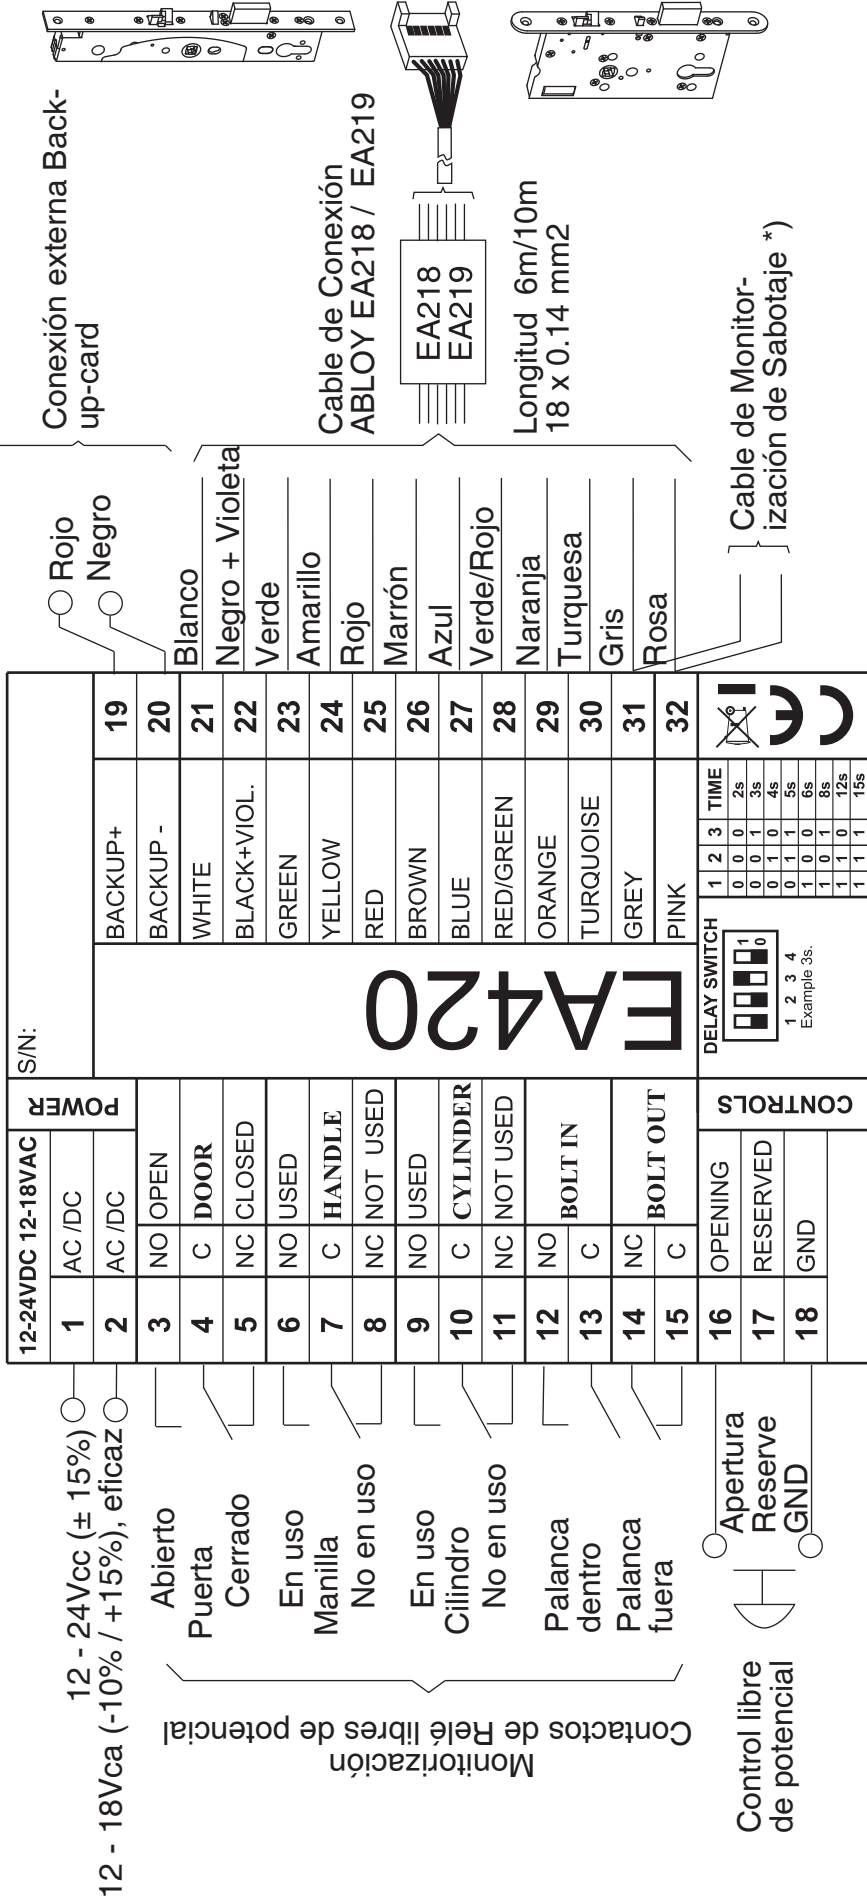 Conexión externa Back-
up-card
Cable de Conexión
ABLOY EA218 / EA219
EA218
EA219
Longitud 6m/10m
18 x 0.14 mm2
Cable de Monitor-
ización de Sabotaje *)
Rojo
Negro
Blanco
Negro + Violeta
Verde
Amarillo
Rojo
Marrón
Azul
Verde/Rojo
Naranja
Turquesa
Gris
Rosa
S/N:
19 BACKUP+
20 BACKUP -
21 WHITE
22 BLACK+VIOL.
23 GREEN
24 YELLOW
25 RED
26 BROWN
27 BLUE
28 RED/GREEN
29 ORANGE
30 TURQUOISE
31 GREY
32 PINK
EA420
DELAY SWITCH
1
0
1 2 3 4
Example 3s.
1 2 3 TIME
0 0 0 2s
0 0 1 3s
0 1 0 4s
0 1 1 5s
1 0 0 6s
1 0 1 8s
1 1 0 12s
1 1 1 15s
CE
12-24VDC 12-18VAC
POWER
1 AC /DC
2 AC /DC
3 NO OPEN
4 C DOOR
5 NC CLOSED
6 NO USED
7 C HANDLE
8 NC NOT USED
9 NO USED
10 C CYLINDER
11 NC NOT USED
12 NO
BOLT IN
13 C
14 NC
BOLT OUT
15 C
CONTROLS
16 OPENING
17 RESERVED
18 GND
12 - 24Vcc (± 15%)
12 - 18Vca (-10% / +15%), eficaz
Abierto
Puerta
Cerrado
En uso
Manilla
No en uso
En uso
Cilindro
No en uso
Palanca
dentro
Palanca
fuera
Apertura
Reserve
GND
Monitorización
Contactos de Relé libres de potencial
Control libre
de potencial